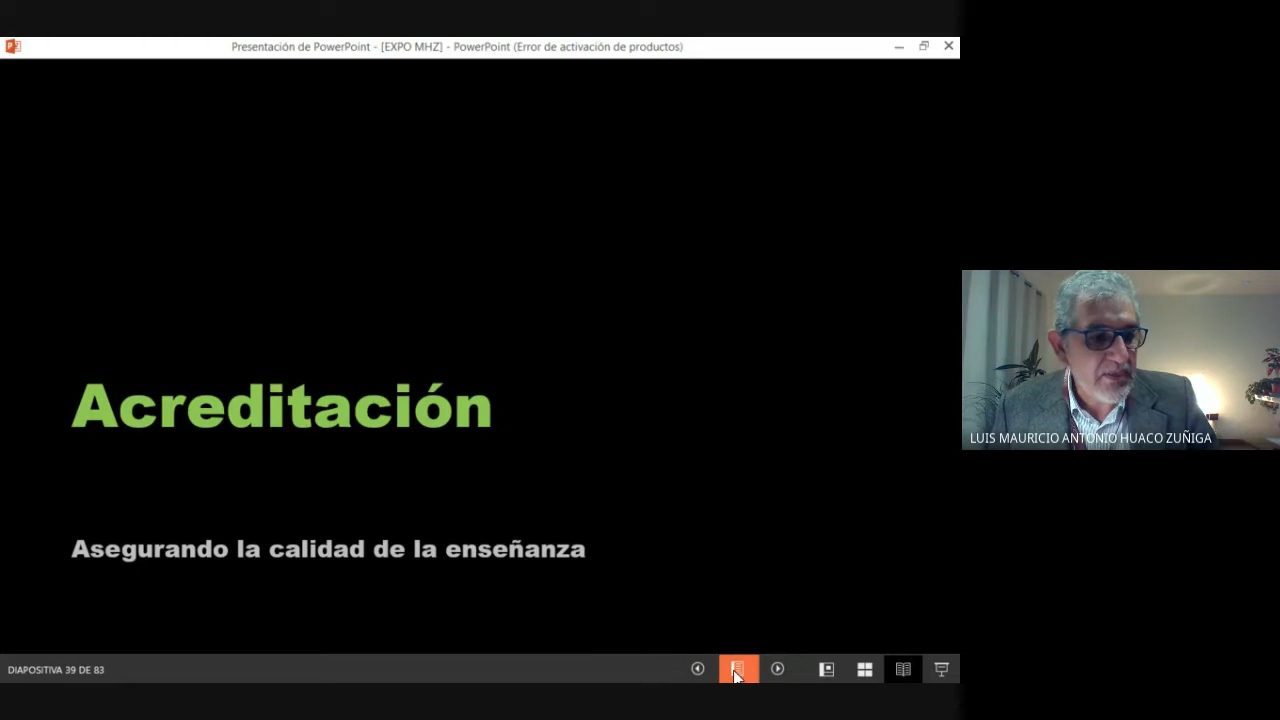 Presentación de PowerPoint - [EXPO MHZ] - PowerPoint (Error de activación de productos)
Acreditación
Asegurando la calidad de la enseñanza
LUIS MAURICIO ANTONIO HUACO ZUÑIGA
DIAPOSITIVA 39 DE 83